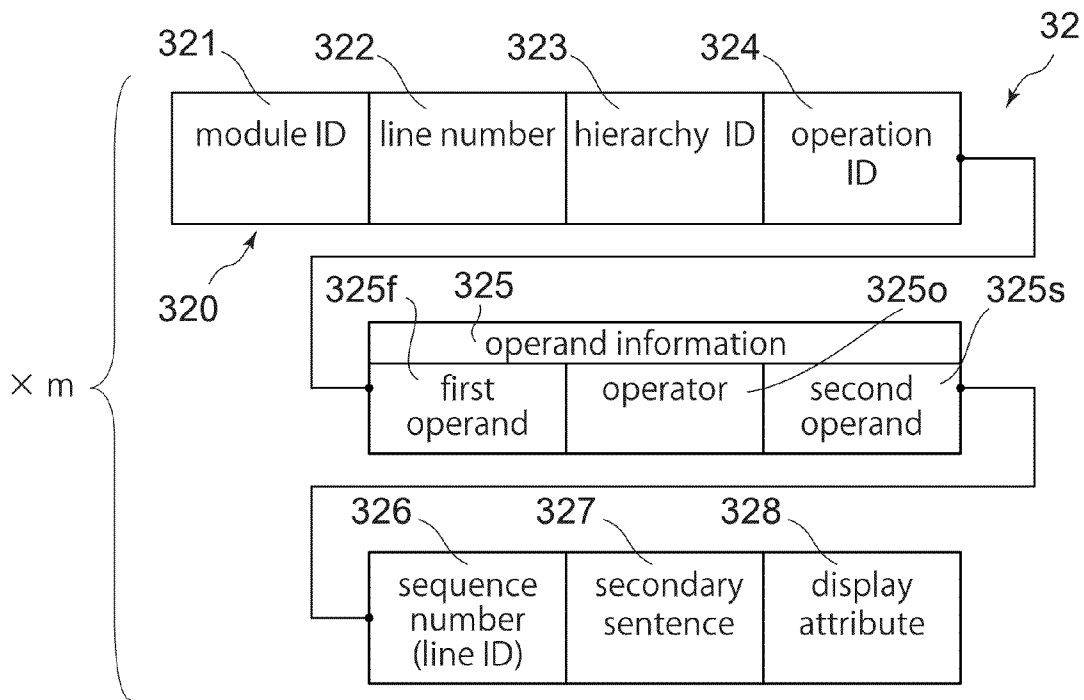 321 322 323 324 32
module ID line number hierarchy ID operation
ID
320
325f 325 325o 325s
operand information
× m
first operator second
operand operand
326 327 328
sequence secondary display
number sentence attribute
(line ID)